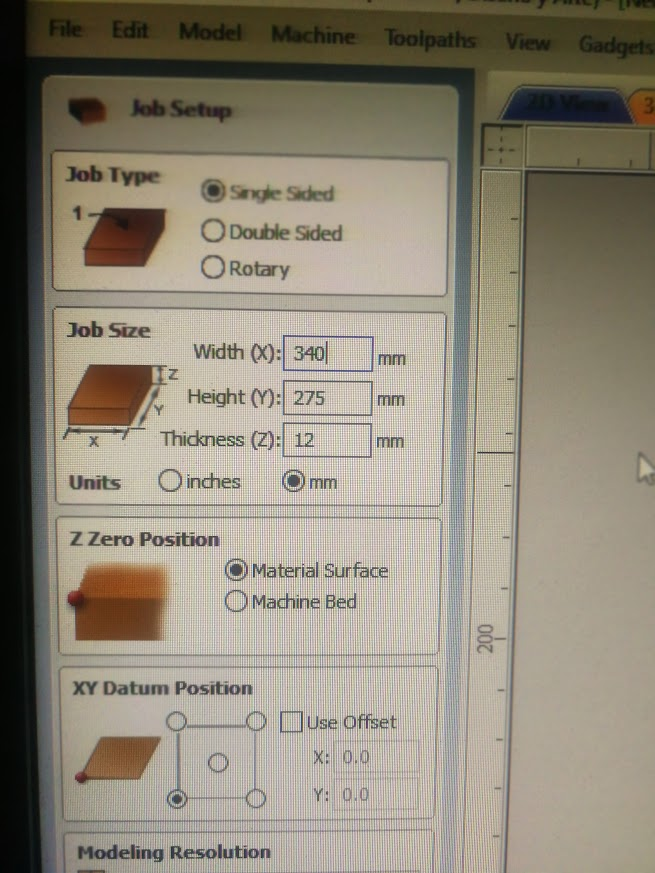 File Edit Model Machine Toolpaths View Gadgets
Job Setup
2D View 3
Job Type
1
Single Sided
Double Sided
Rotary
Job Size
Width (X): 340 mm
Z
Height (Y): 275 mm
Y
Thickness (Z): 12 mm
X
Units inches mm
Z Zero Position
Material Surface
Machine Bed
200
XY Datum Position
Use Offset
X: 0.0
Y: 0.0
Modeling Resolution